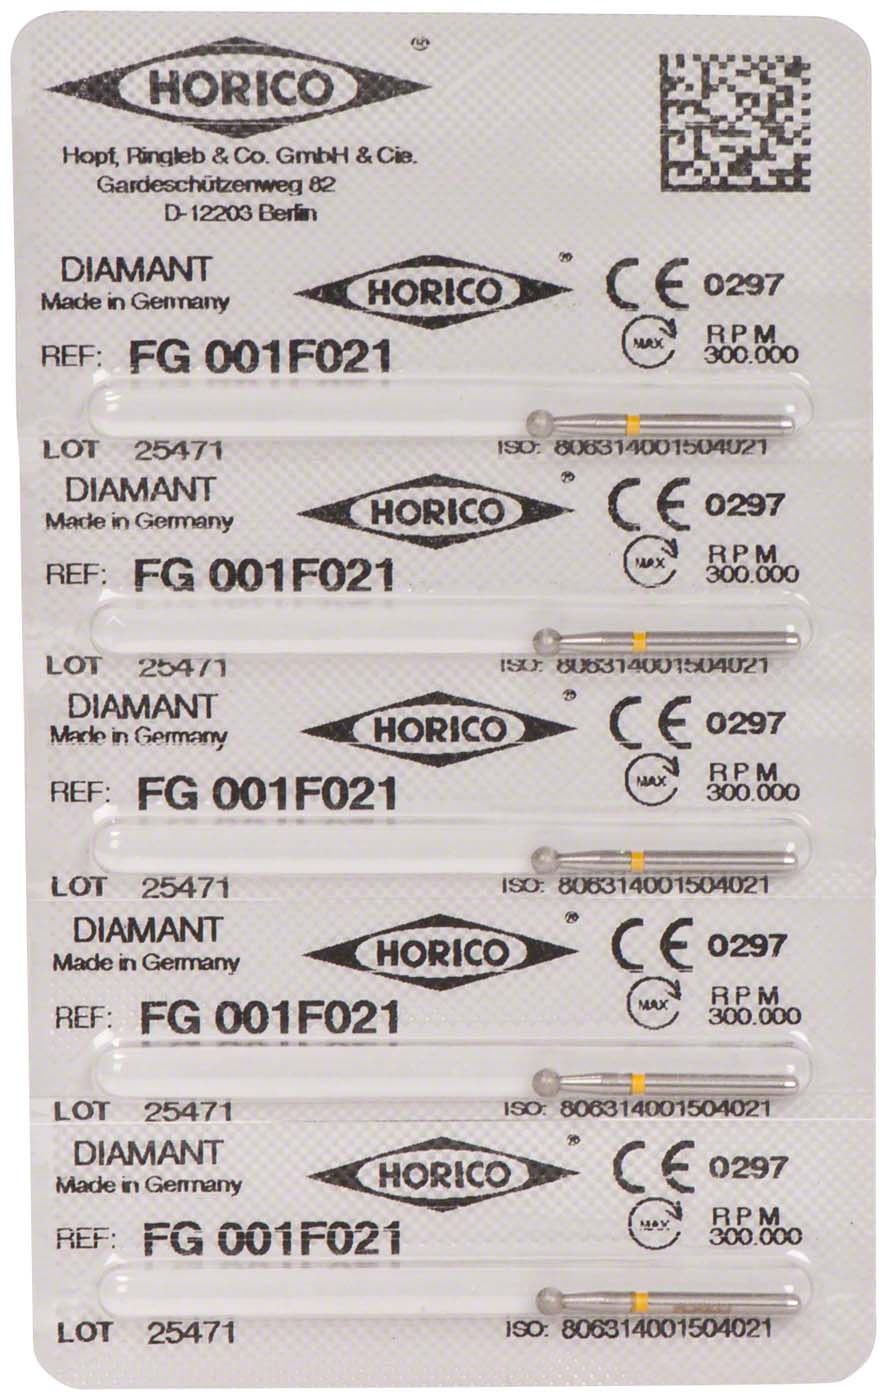 HORICO ®
Hopf, Ringleb & Co. GmbH & Cie.
Gardeschützenweg 82
D-12203 Berlin
DIAMANT
Made in Germany
HORICO ®
CE 0297
REF: FG 001F021
MAX RPM
300.000
LOT 25471
ISO: 806314001504021
DIAMANT
Made in Germany
HORICO ®
CE 0297
REF: FG 001F021
MAX RPM
300.000
LOT 25471
ISO: 806314001504021
DIAMANT
Made in Germany
HORICO ®
CE 0297
REF: FG 001F021
MAX RPM
300.000
LOT 25471
ISO: 806314001504021
DIAMANT
Made in Germany
HORICO ®
CE 0297
REF: FG 001F021
MAX RPM
300.000
LOT 25471
ISO: 806314001504021
DIAMANT
Made in Germany
HORICO ®
CE 0297
REF: FG 001F021
MAX RPM
300.000
HORICO
LOT 25471
ISO: 806314001504021